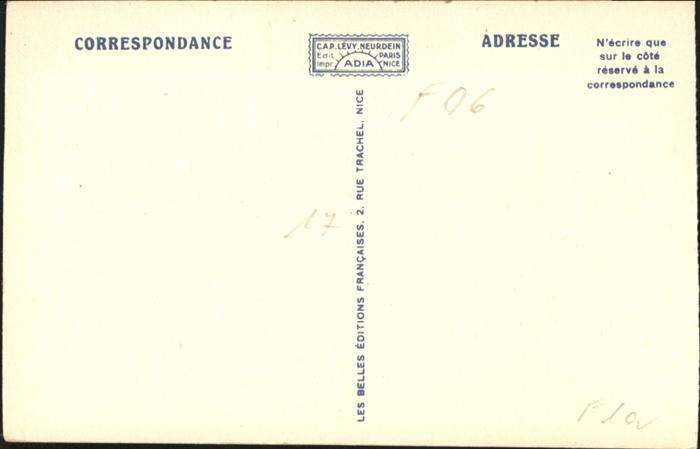 CORRESPONDANCE
C.A.P. LÉVY, NEURDEIN
Edit. PARIS
Impr. ADIA NICE
ADRESSE
N'écrire que
sur le côté
réservé à la
correspondance
LES BELLES ÉDITIONS FRANÇAISES, 2, RUE TRACHEL, NICE
F 06
17